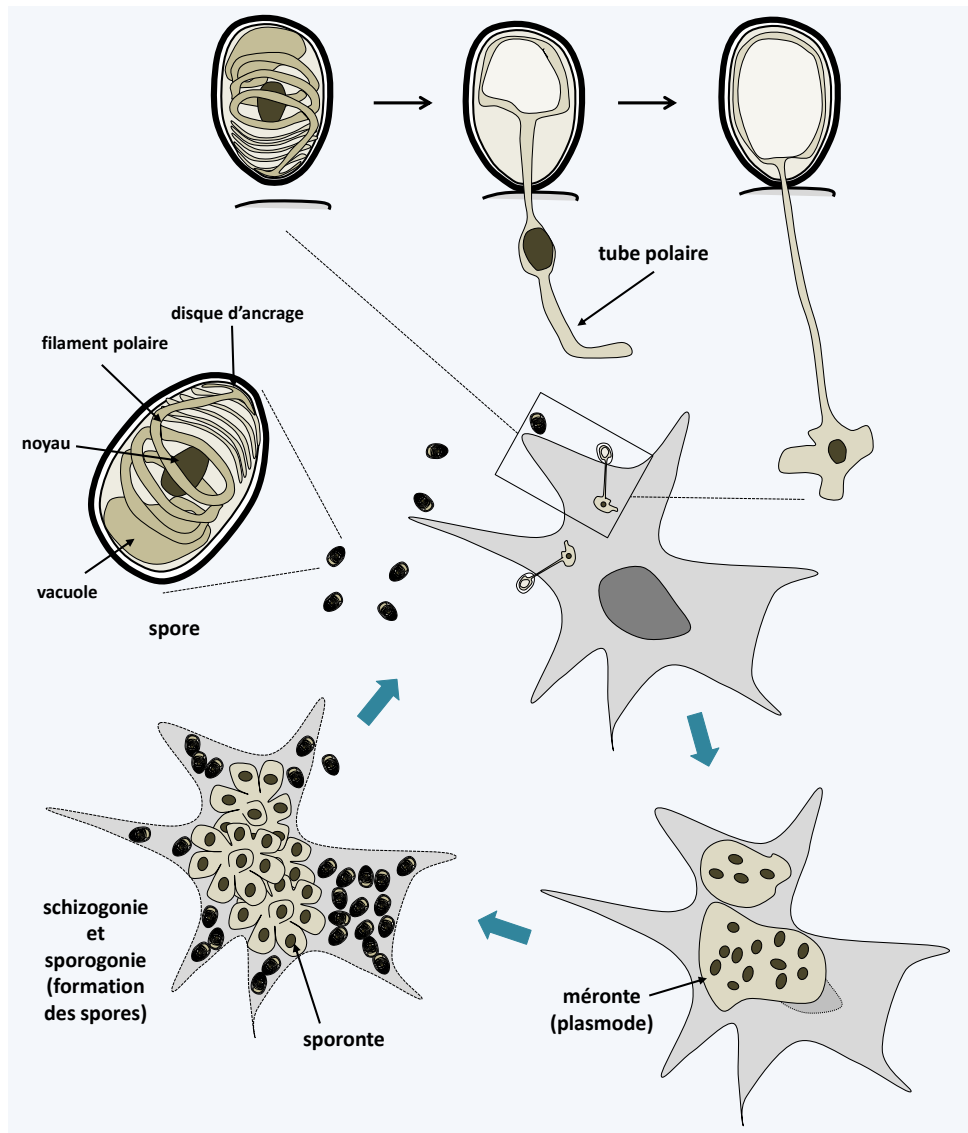 tube polaire
disque d’ancrage
filament polaire
noyau
vacuole
spore
schizogonie
et
sporogonie
(formation
des spores)
sporonte
méronte
(plasmode)